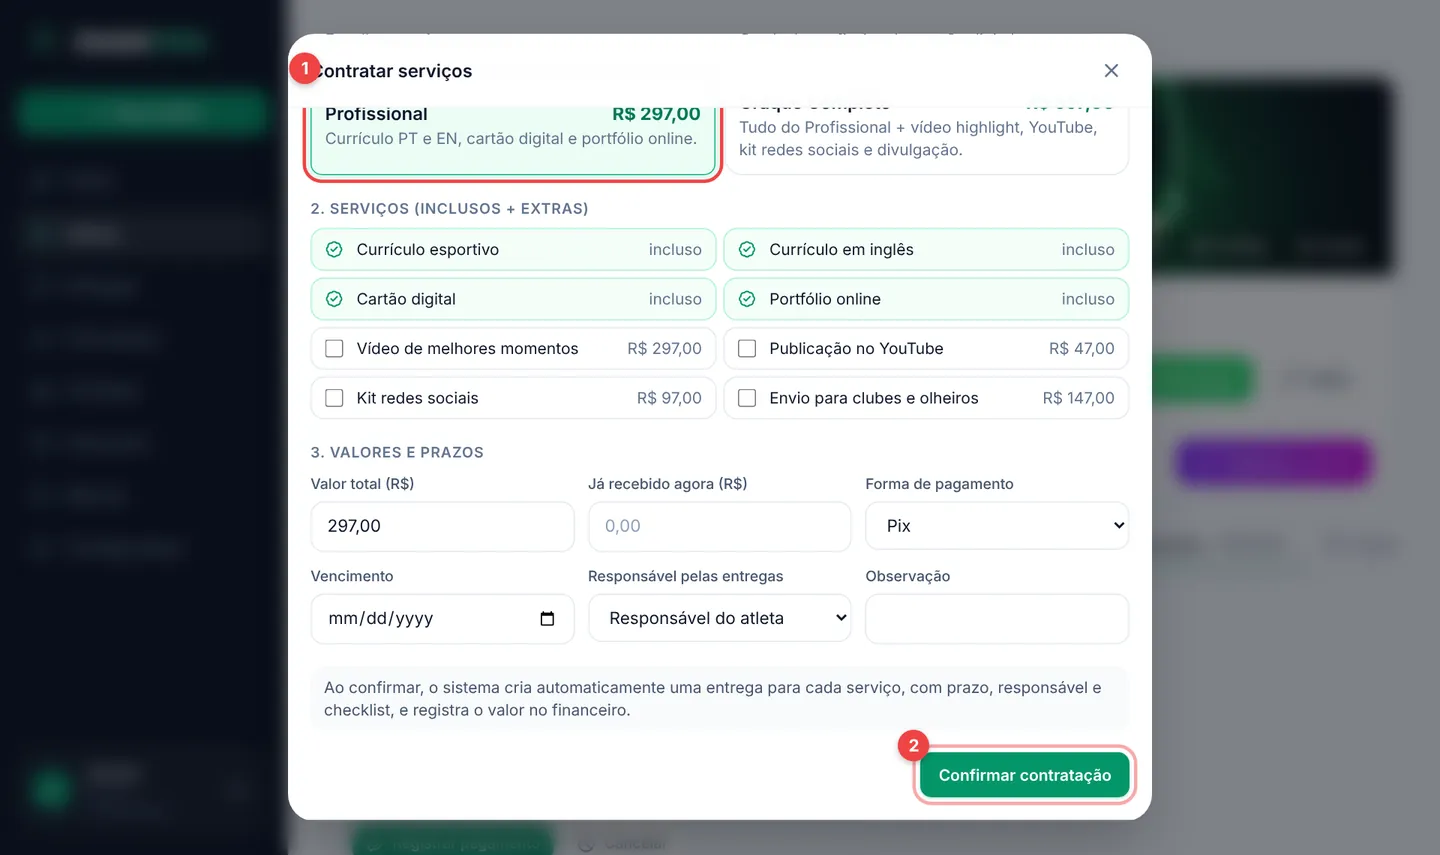 1
Contratar serviços
Profissional R$ 297,00
Currículo PT e EN, cartão digital e portfólio online.
Tudo do Profissional + vídeo highlight, YouTube,
kit redes sociais e divulgação.
2. SERVIÇOS (INCLUSOS + EXTRAS)
Currículo esportivo incluso
Currículo em inglês incluso
Cartão digital incluso
Portfólio online incluso
Vídeo de melhores momentos R$ 297,00
Publicação no YouTube R$ 47,00
Kit redes sociais R$ 97,00
Envio para clubes e olheiros R$ 147,00
3. VALORES E PRAZOS
Valor total (R$) Já recebido agora (R$) Forma de pagamento
297,00 0,00 Pix
Vencimento Responsável pelas entregas Observação
mm/dd/yyyy Responsável do atleta
Ao confirmar, o sistema cria automaticamente uma entrega para cada serviço, com prazo, responsável e
checklist, e registra o valor no financeiro.
2
Confirmar contratação
Registrar pagamento Cancelar